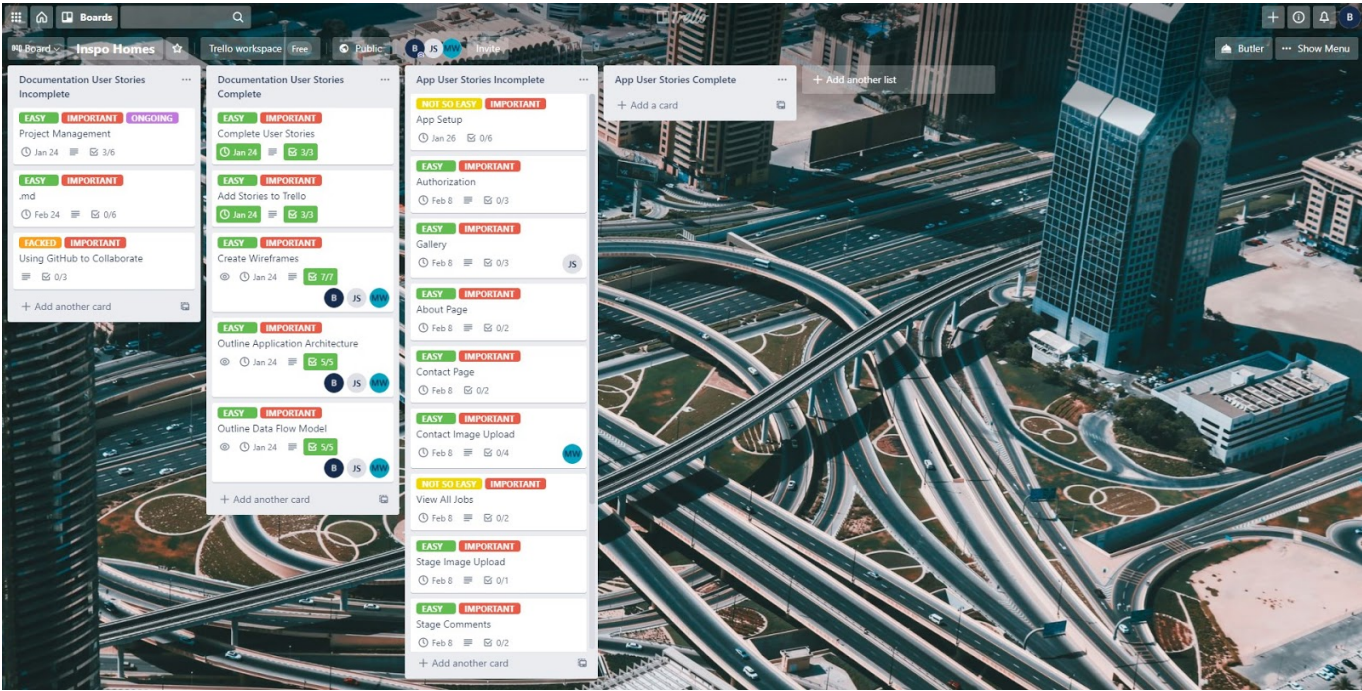 Boards
Trello
B
Board
Inspo Homes
Trello workspace Free
Public
B JS MW
Invite
Butler
... Show Menu
Documentation User Stories
Incomplete
...
EASY IMPORTANT ONGOING
Project Management
Jan 24 3/6
EASY IMPORTANT
.md
Feb 24 0/6
FACKED IMPORTANT
Using GitHub to Collaborate
0/3
+ Add another card
Documentation User Stories
Complete
...
EASY IMPORTANT
Complete User Stories
Jan 24 3/3
EASY IMPORTANT
Add Stories to Trello
Jan 24 3/3
EASY IMPORTANT
Create Wireframes
Jan 24 7/7
B JS MW
EASY IMPORTANT
Outline Application Architecture
Jan 24 5/5
B JS MW
EASY IMPORTANT
Outline Data Flow Model
Jan 24 5/5
B JS MW
+ Add another card
App User Stories Incomplete
...
NOT SO EASY IMPORTANT
App Setup
Jan 26 0/6
EASY IMPORTANT
Authorization
Feb 8 0/3
EASY IMPORTANT
Gallery
Feb 8 0/3
JS
EASY IMPORTANT
About Page
Feb 8 0/2
EASY IMPORTANT
Contact Page
Feb 8 0/2
EASY IMPORTANT
Contact Image Upload
Feb 8 0/4
MW
NOT SO EASY IMPORTANT
View All Jobs
Feb 8 0/2
EASY IMPORTANT
Stage Image Upload
Feb 8 0/1
EASY IMPORTANT
Stage Comments
Feb 8 0/2
+ Add another card
App User Stories Complete
...
+ Add a card
+ Add another list